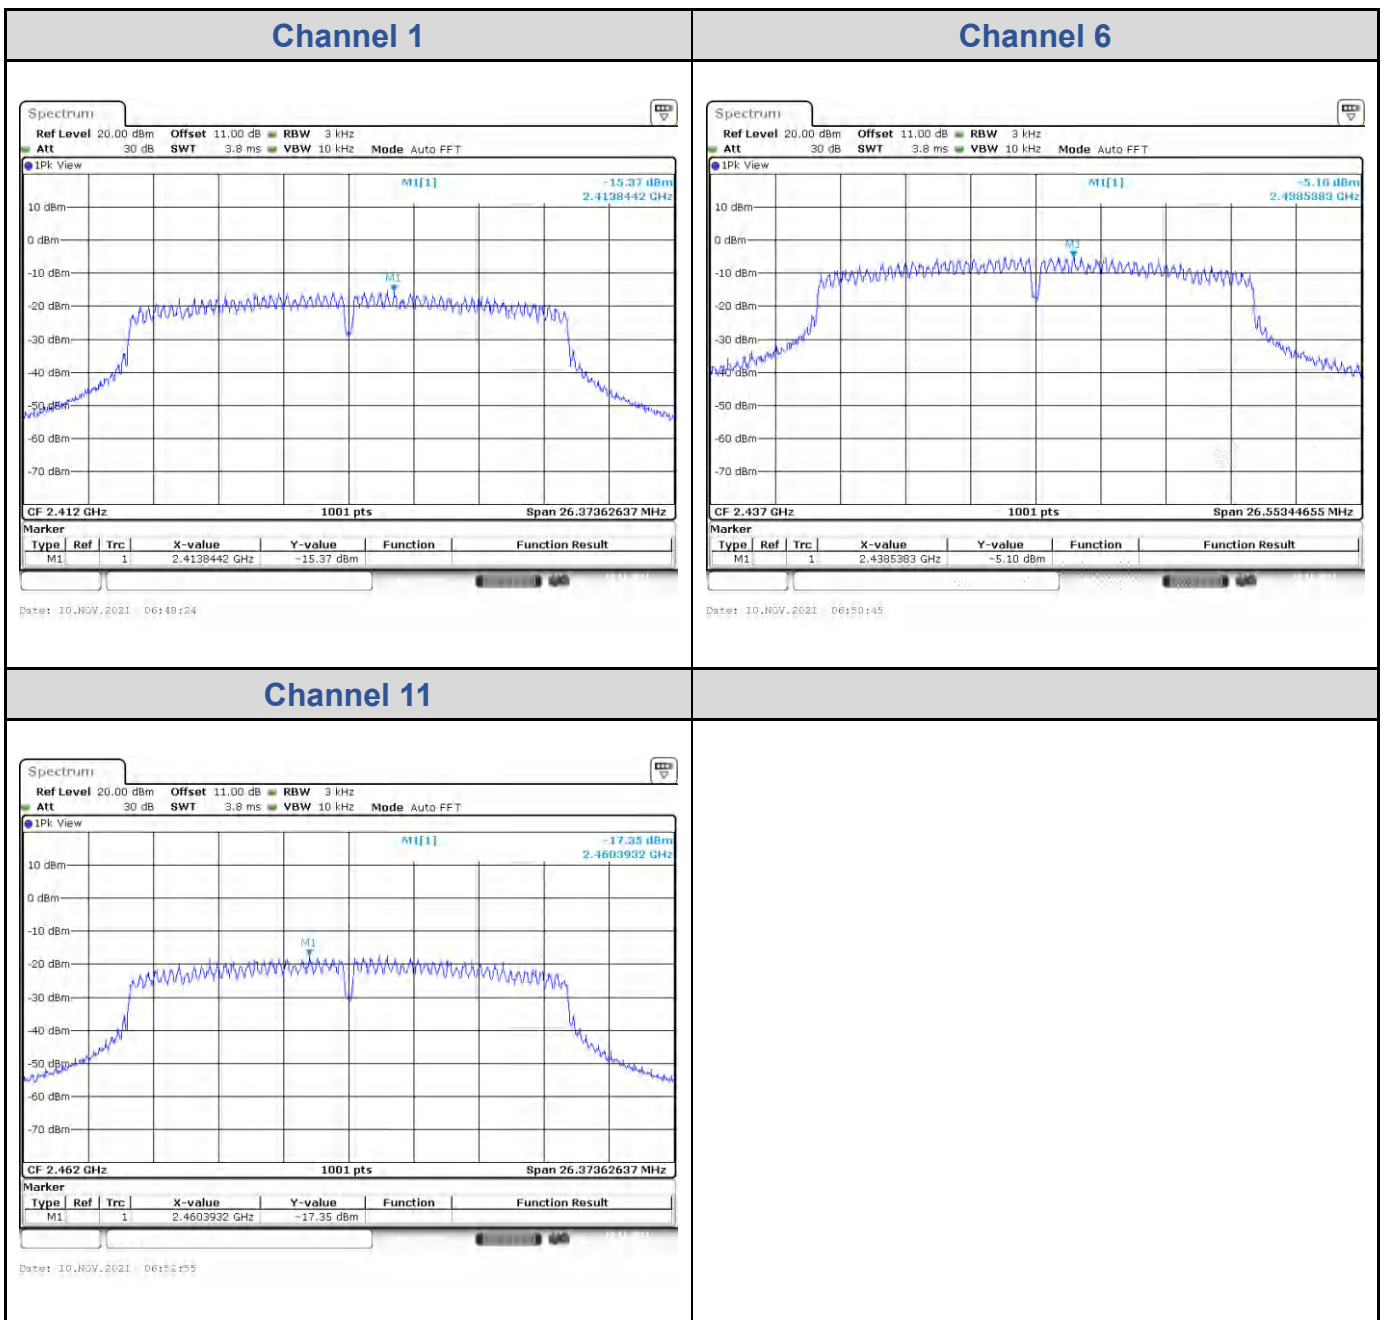 Channel 1
Spectrum
Ref Level 20.00 dBm Offset 11.00 dB RBW 3 kHz
Att 30 dB SWT 3.8 ms VBW 10 kHz Mode Auto FFT
1Pk View
M1[1] -15.37 dBm
2.4138442 GHz
10 dBm
0 dBm
M1
-10 dBm
-20 dBm
-30 dBm
-40 dBm
-50 dBm
-60 dBm
-70 dBm
CF 2.412 GHz 1001 pts Span 26.37362637 MHz
Marker
Type Ref Trc X-value Y-value Function Function Result
M1 1 2.4138442 GHz -15.37 dBm
Date: 10.NOV.2021 06:48:24
Channel 6
Spectrum
Ref Level 20.00 dBm Offset 11.00 dB RBW 3 kHz
Att 30 dB SWT 3.8 ms VBW 10 kHz Mode Auto FFT
1Pk View
M1[1] -5.10 dBm
2.4385383 GHz
10 dBm
0 dBm
M1
-10 dBm
-20 dBm
-30 dBm
-40 dBm
-50 dBm
-60 dBm
-70 dBm
CF 2.437 GHz 1001 pts Span 26.55344655 MHz
Marker
Type Ref Trc X-value Y-value Function Function Result
M1 1 2.4385383 GHz -5.10 dBm
Date: 10.NOV.2021 06:50:45
Channel 11
Spectrum
Ref Level 20.00 dBm Offset 11.00 dB RBW 3 kHz
Att 30 dB SWT 3.8 ms VBW 10 kHz Mode Auto FFT
1Pk View
M1[1] -17.35 dBm
2.4603932 GHz
10 dBm
0 dBm
-10 dBm
M1
-20 dBm
-30 dBm
-40 dBm
-50 dBm
-60 dBm
-70 dBm
CF 2.462 GHz 1001 pts Span 26.37362637 MHz
Marker
Type Ref Trc X-value Y-value Function Function Result
M1 1 2.4603932 GHz -17.35 dBm
Date: 10.NOV.2021 06:52:55